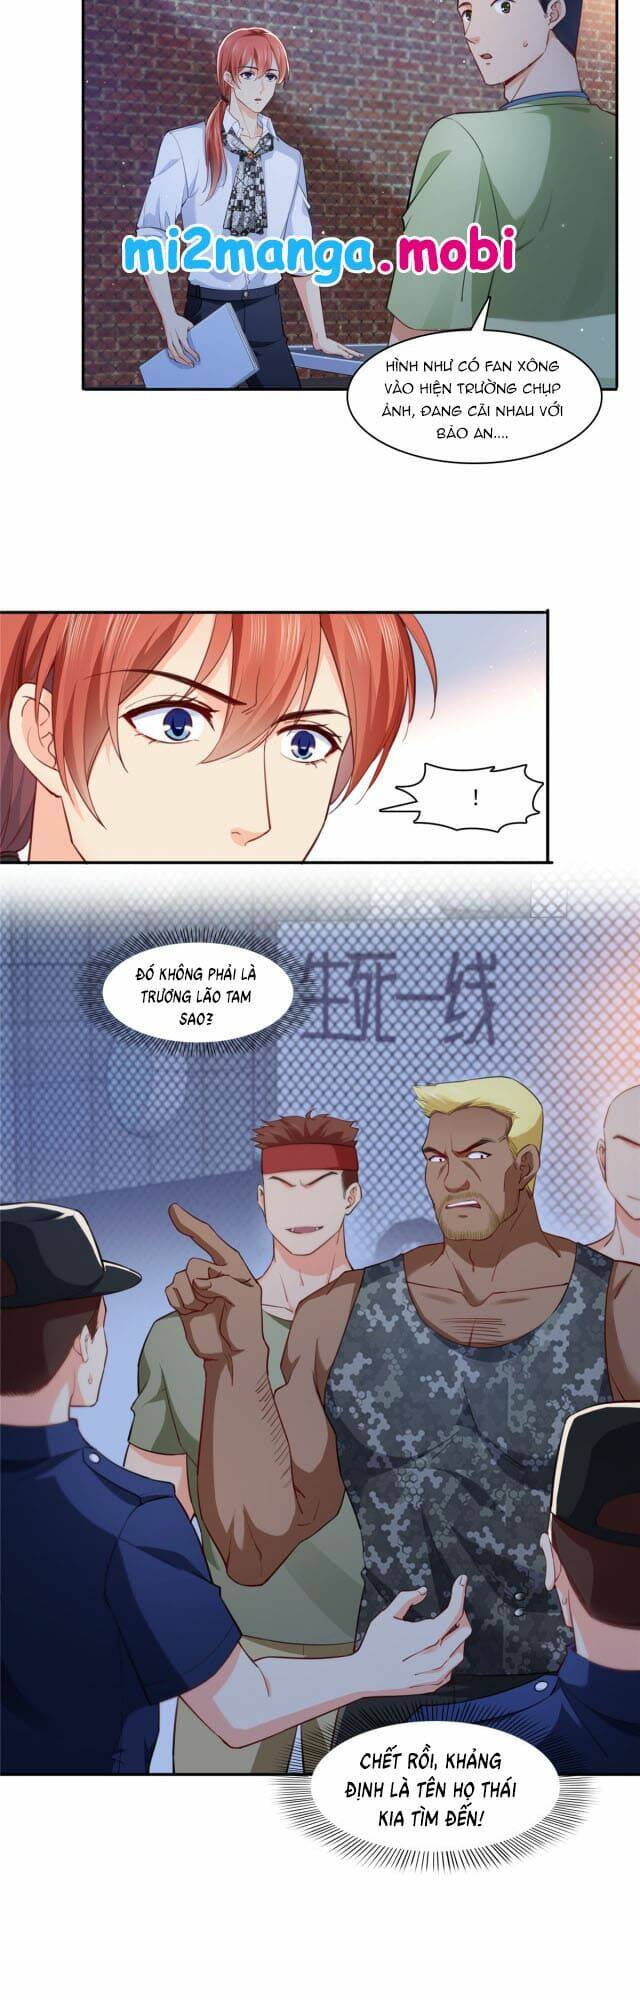 mi2manga.mobi
HÌNH NHƯ CÓ FAN XÔNG
VÀO HIỆN TRƯỜNG CHỤP
ẢNH, ĐANG CÃI NHAU VỚI
BẢO AN....
!
ĐÓ KHÔNG PHẢI LÀ
TRƯƠNG LÃO TAM
SAO?
生死一线
CHẾT RỒI, KHẲNG
ĐỊNH LÀ TÊN HỌ THÁI
KIA TÌM ĐẾN!